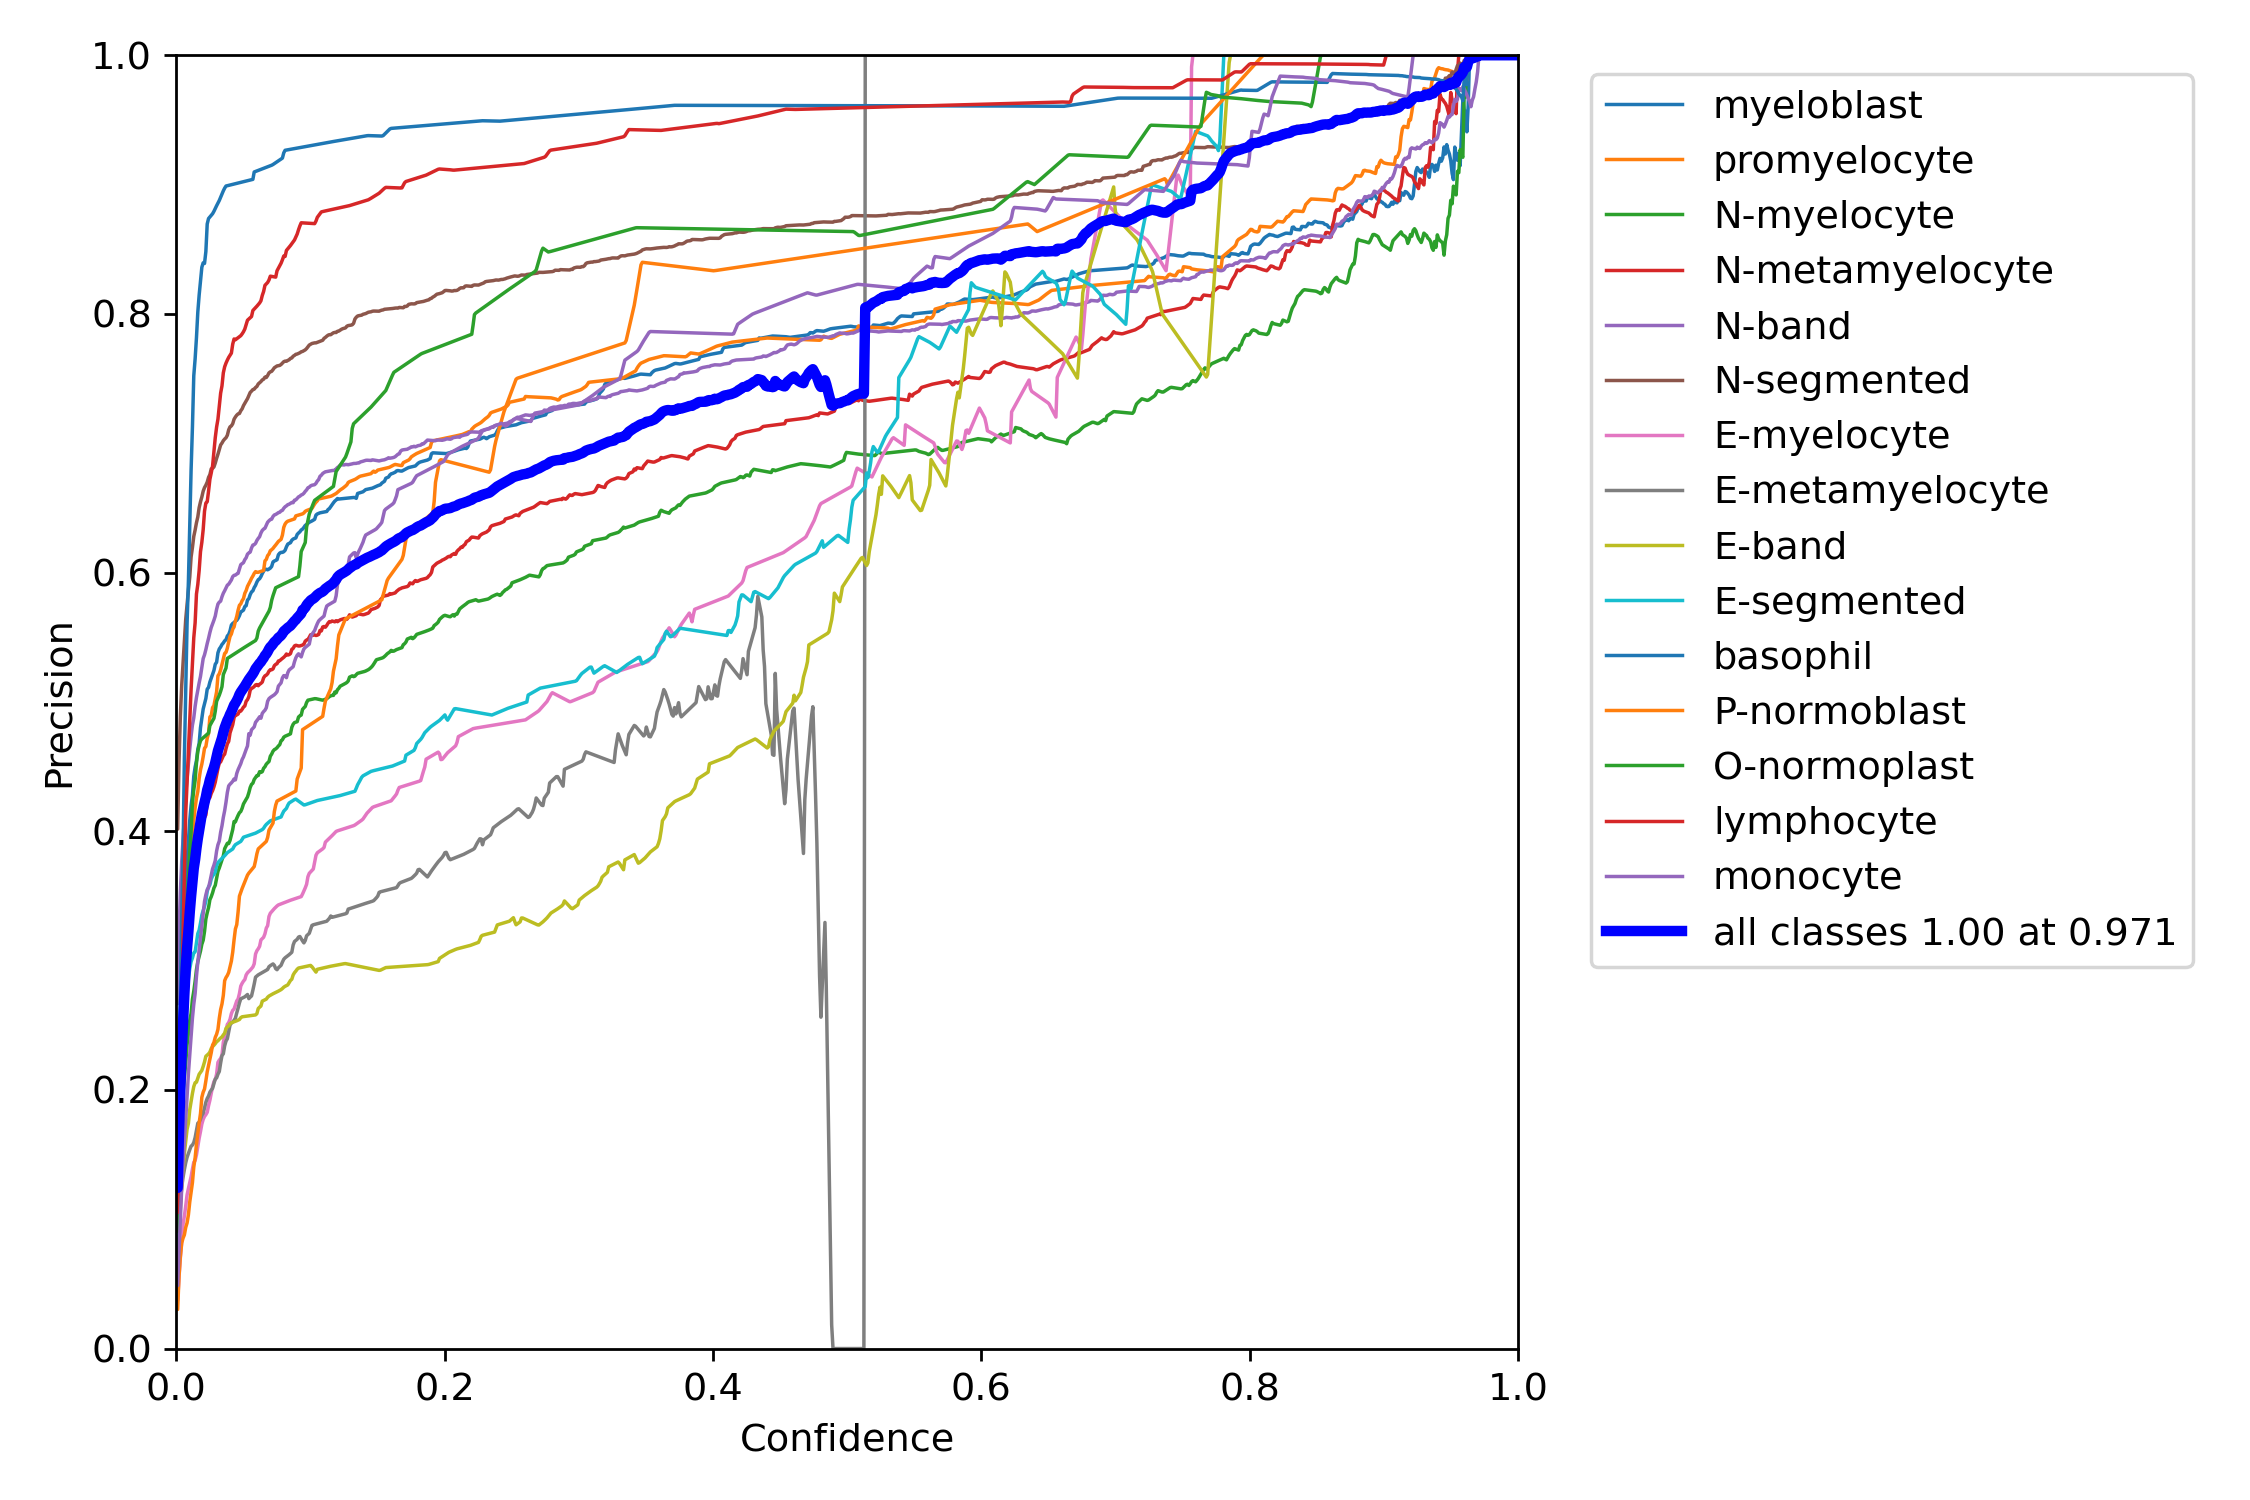 1.0
0.8
0.6
0.4
0.2
0.0
Precision
0.0 0.2 0.4 0.6 0.8 1.0
Confidence
myeloblast
promyelocyte
N-myelocyte
N-metamyelocyte
N-band
N-segmented
E-myelocyte
E-metamyelocyte
E-band
E-segmented
basophil
P-normoblast
O-normoplast
lymphocyte
monocyte
all classes 1.00 at 0.971